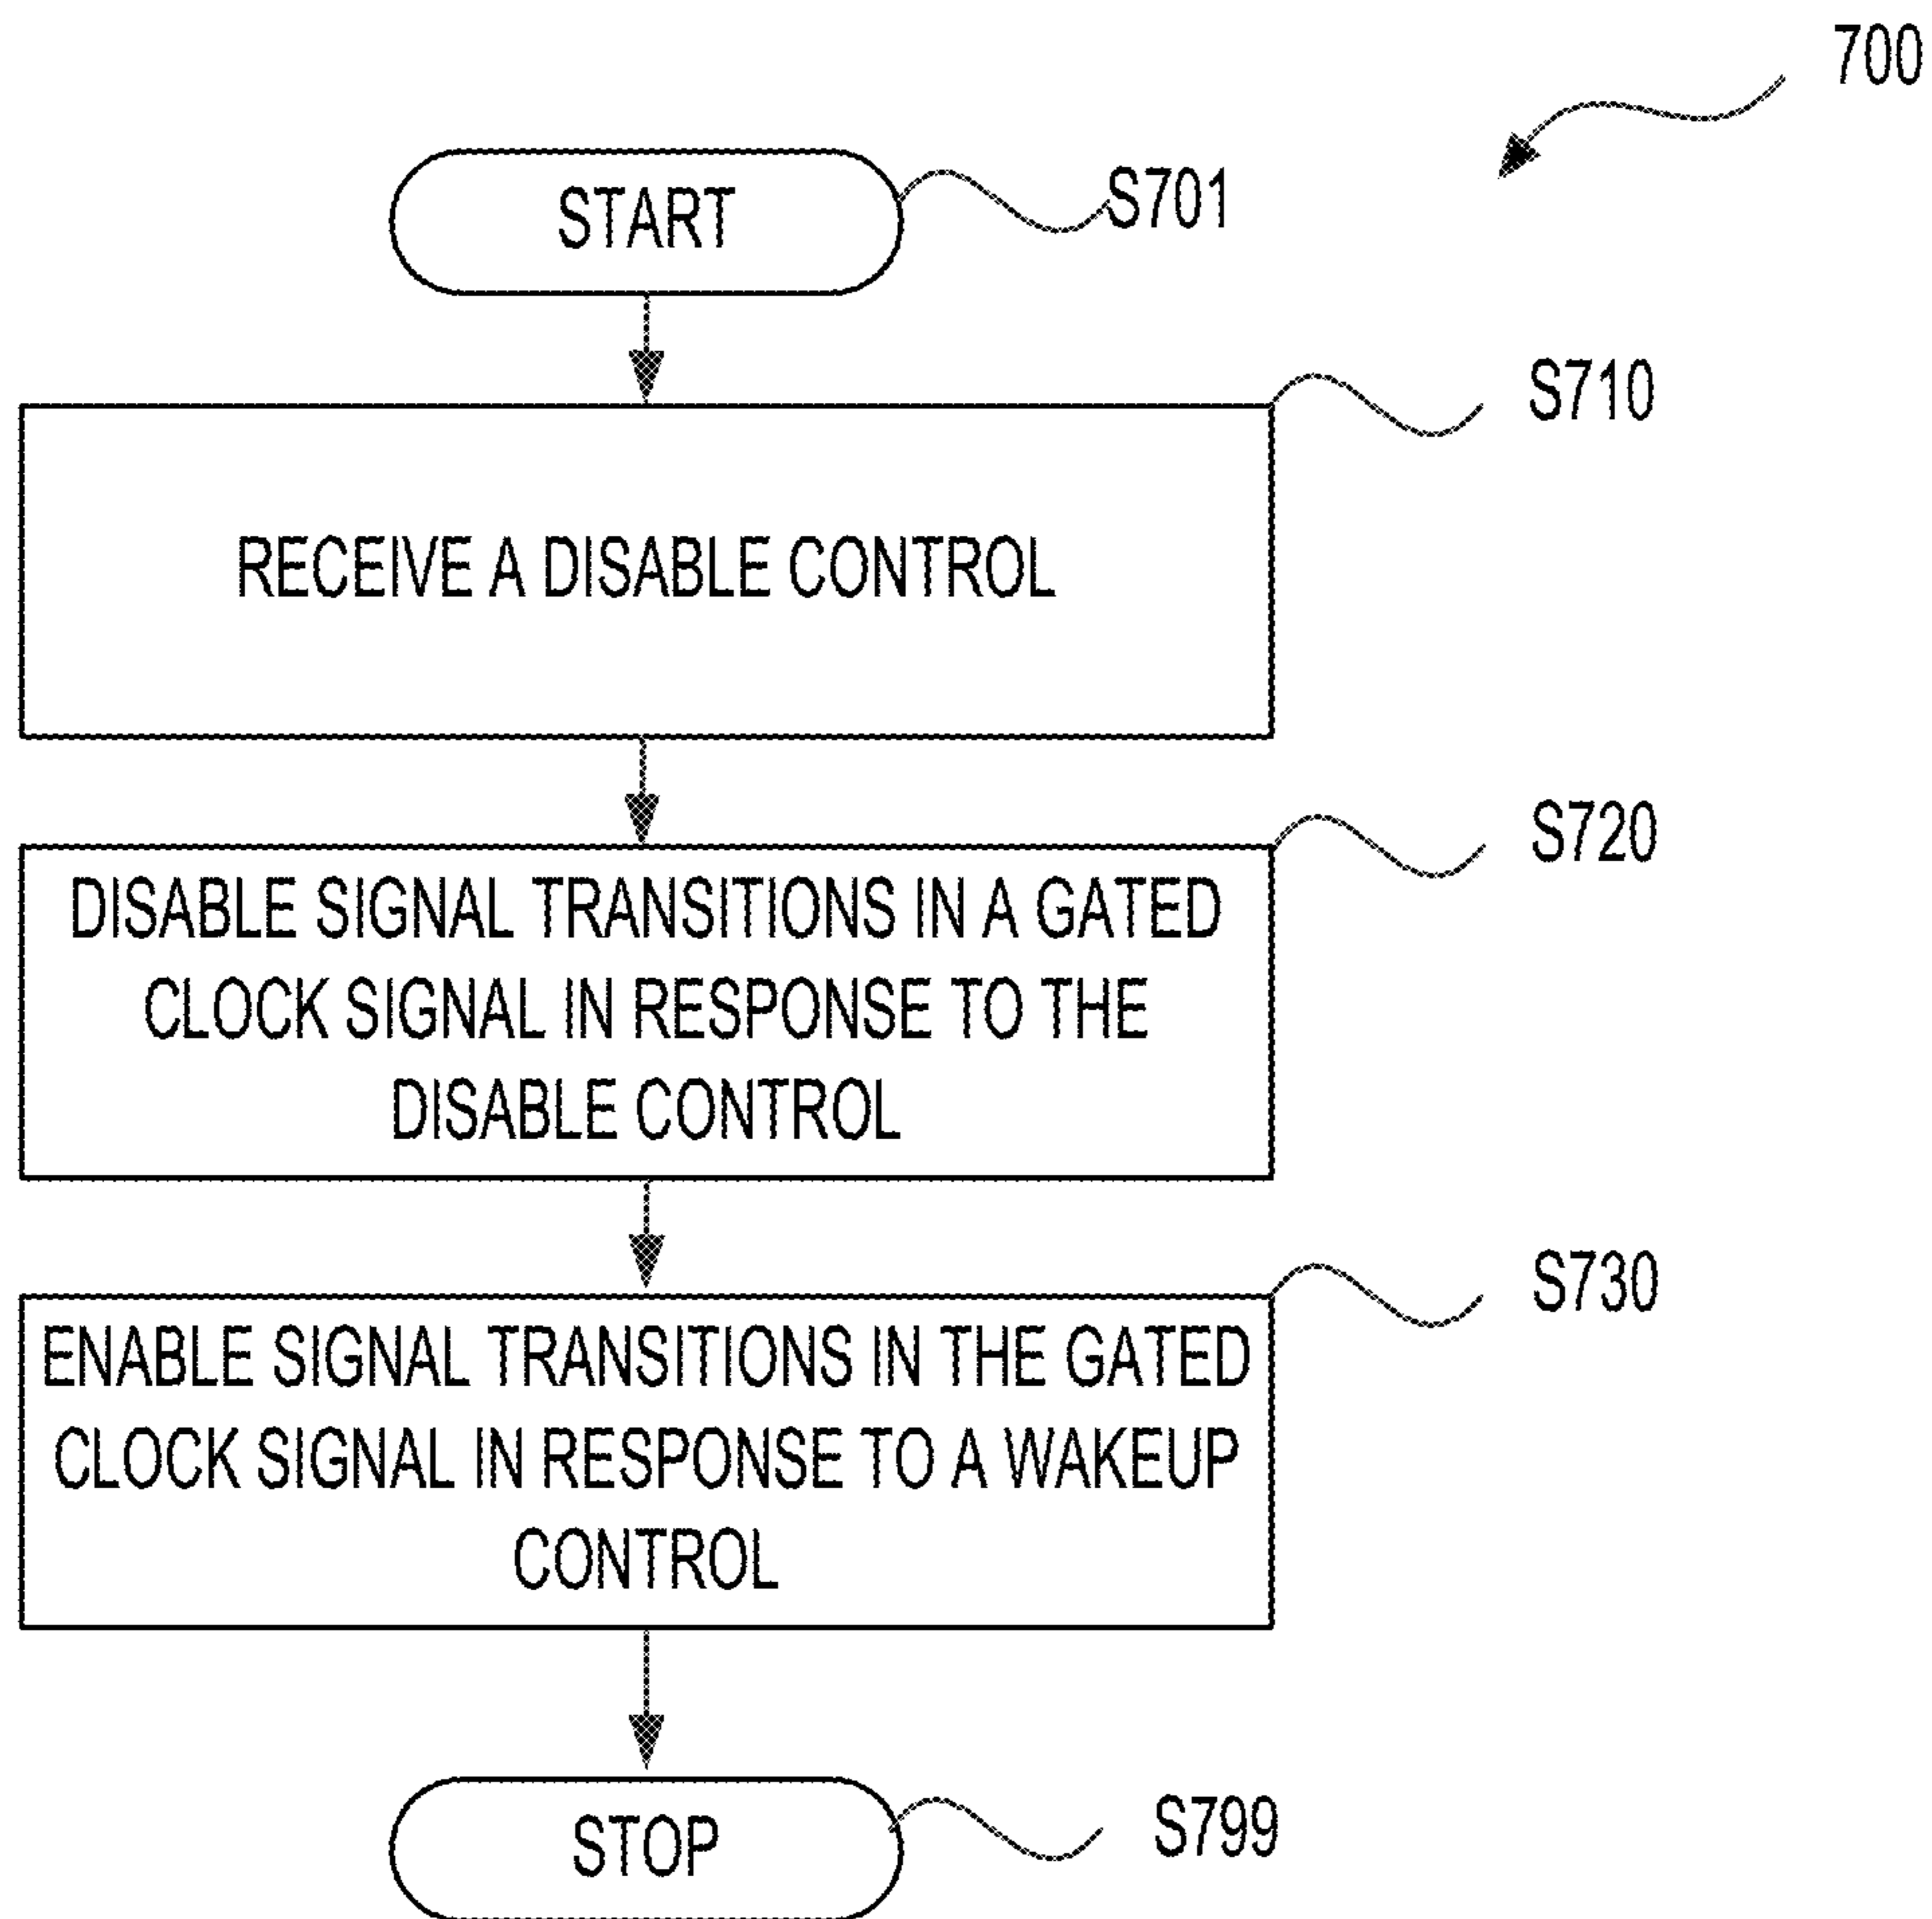 700
START
S701
S710
RECEIVE A DISABLE CONTROL
S720
DISABLE SIGNAL TRANSITIONS IN A GATED
CLOCK SIGNAL IN RESPONSE TO THE
DISABLE CONTROL
S730
ENABLE SIGNAL TRANSITIONS IN THE GATED
CLOCK SIGNAL IN RESPONSE TO A WAKEUP
CONTROL
STOP
S799